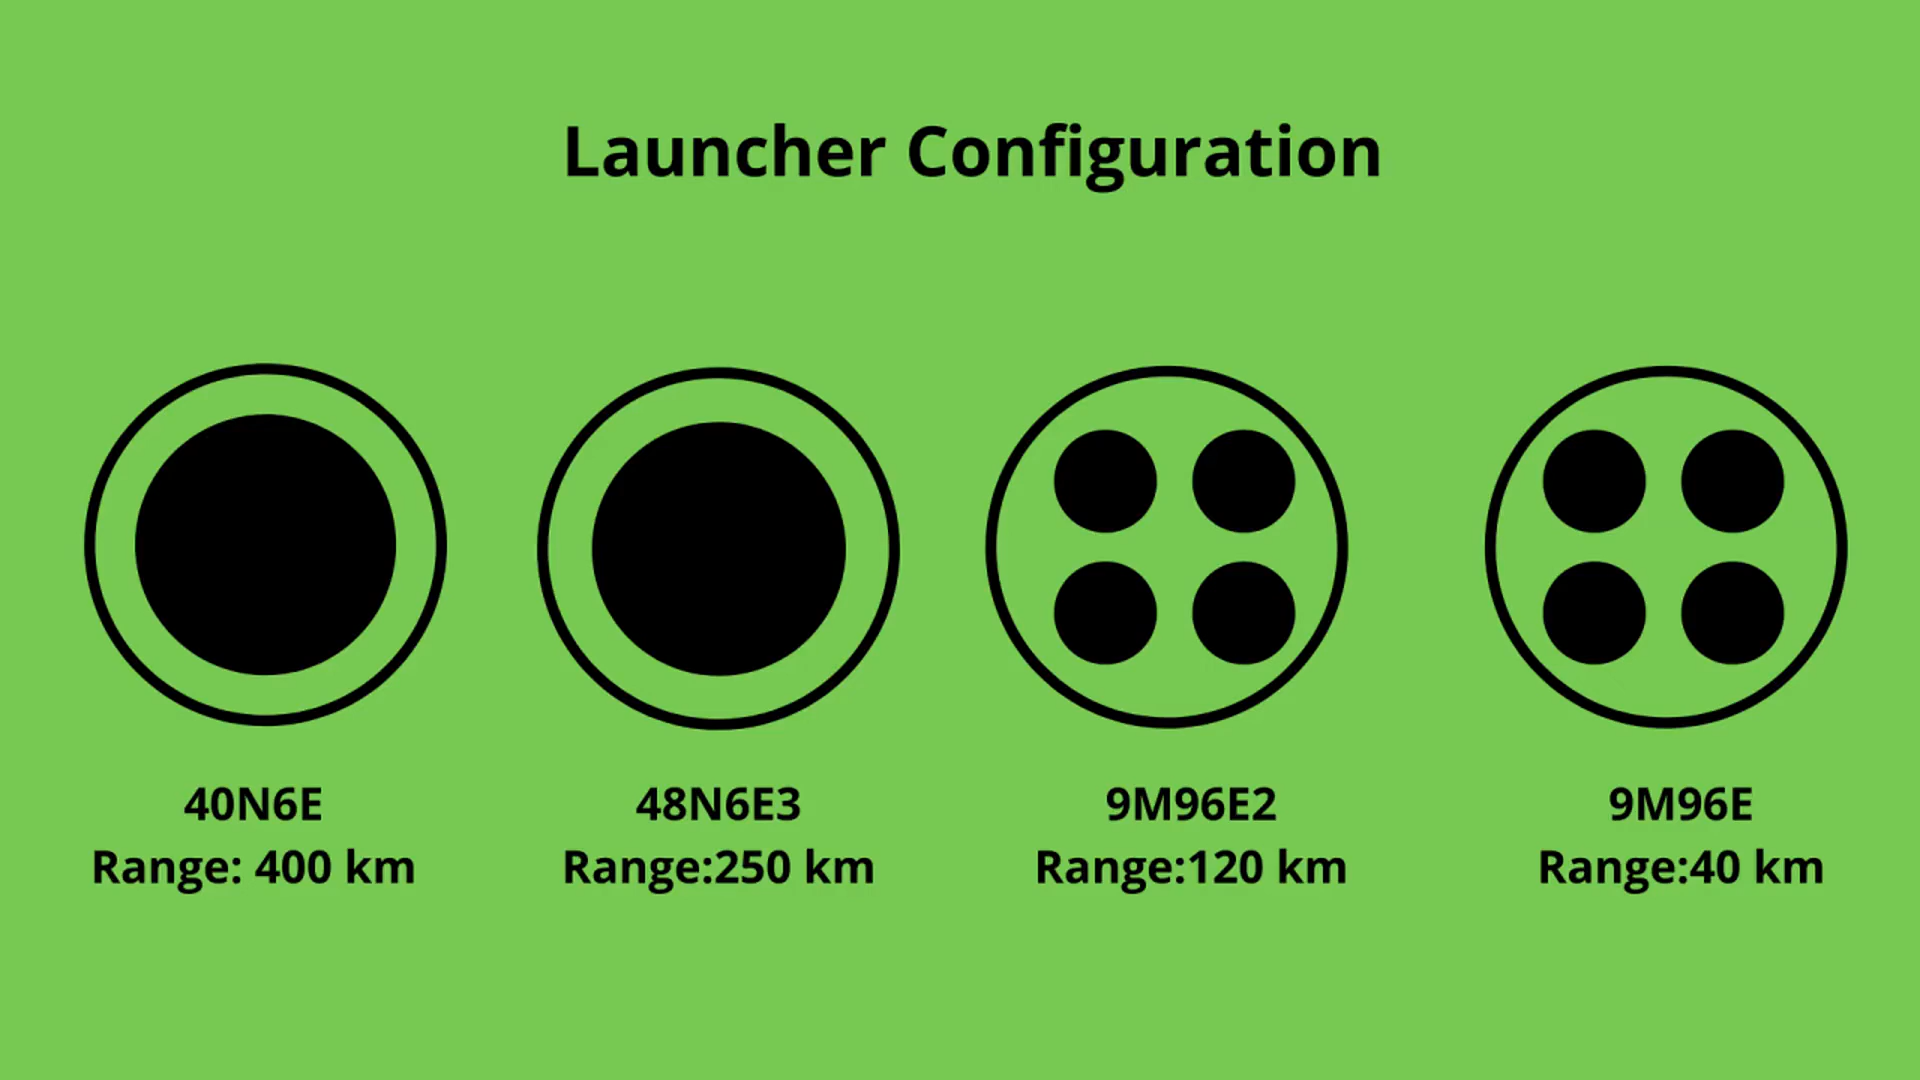 Launcher Configuration
40N6E
Range: 400 km
48N6E3
Range:250 km
9M96E2
Range:120 km
9M96E
Range:40 km